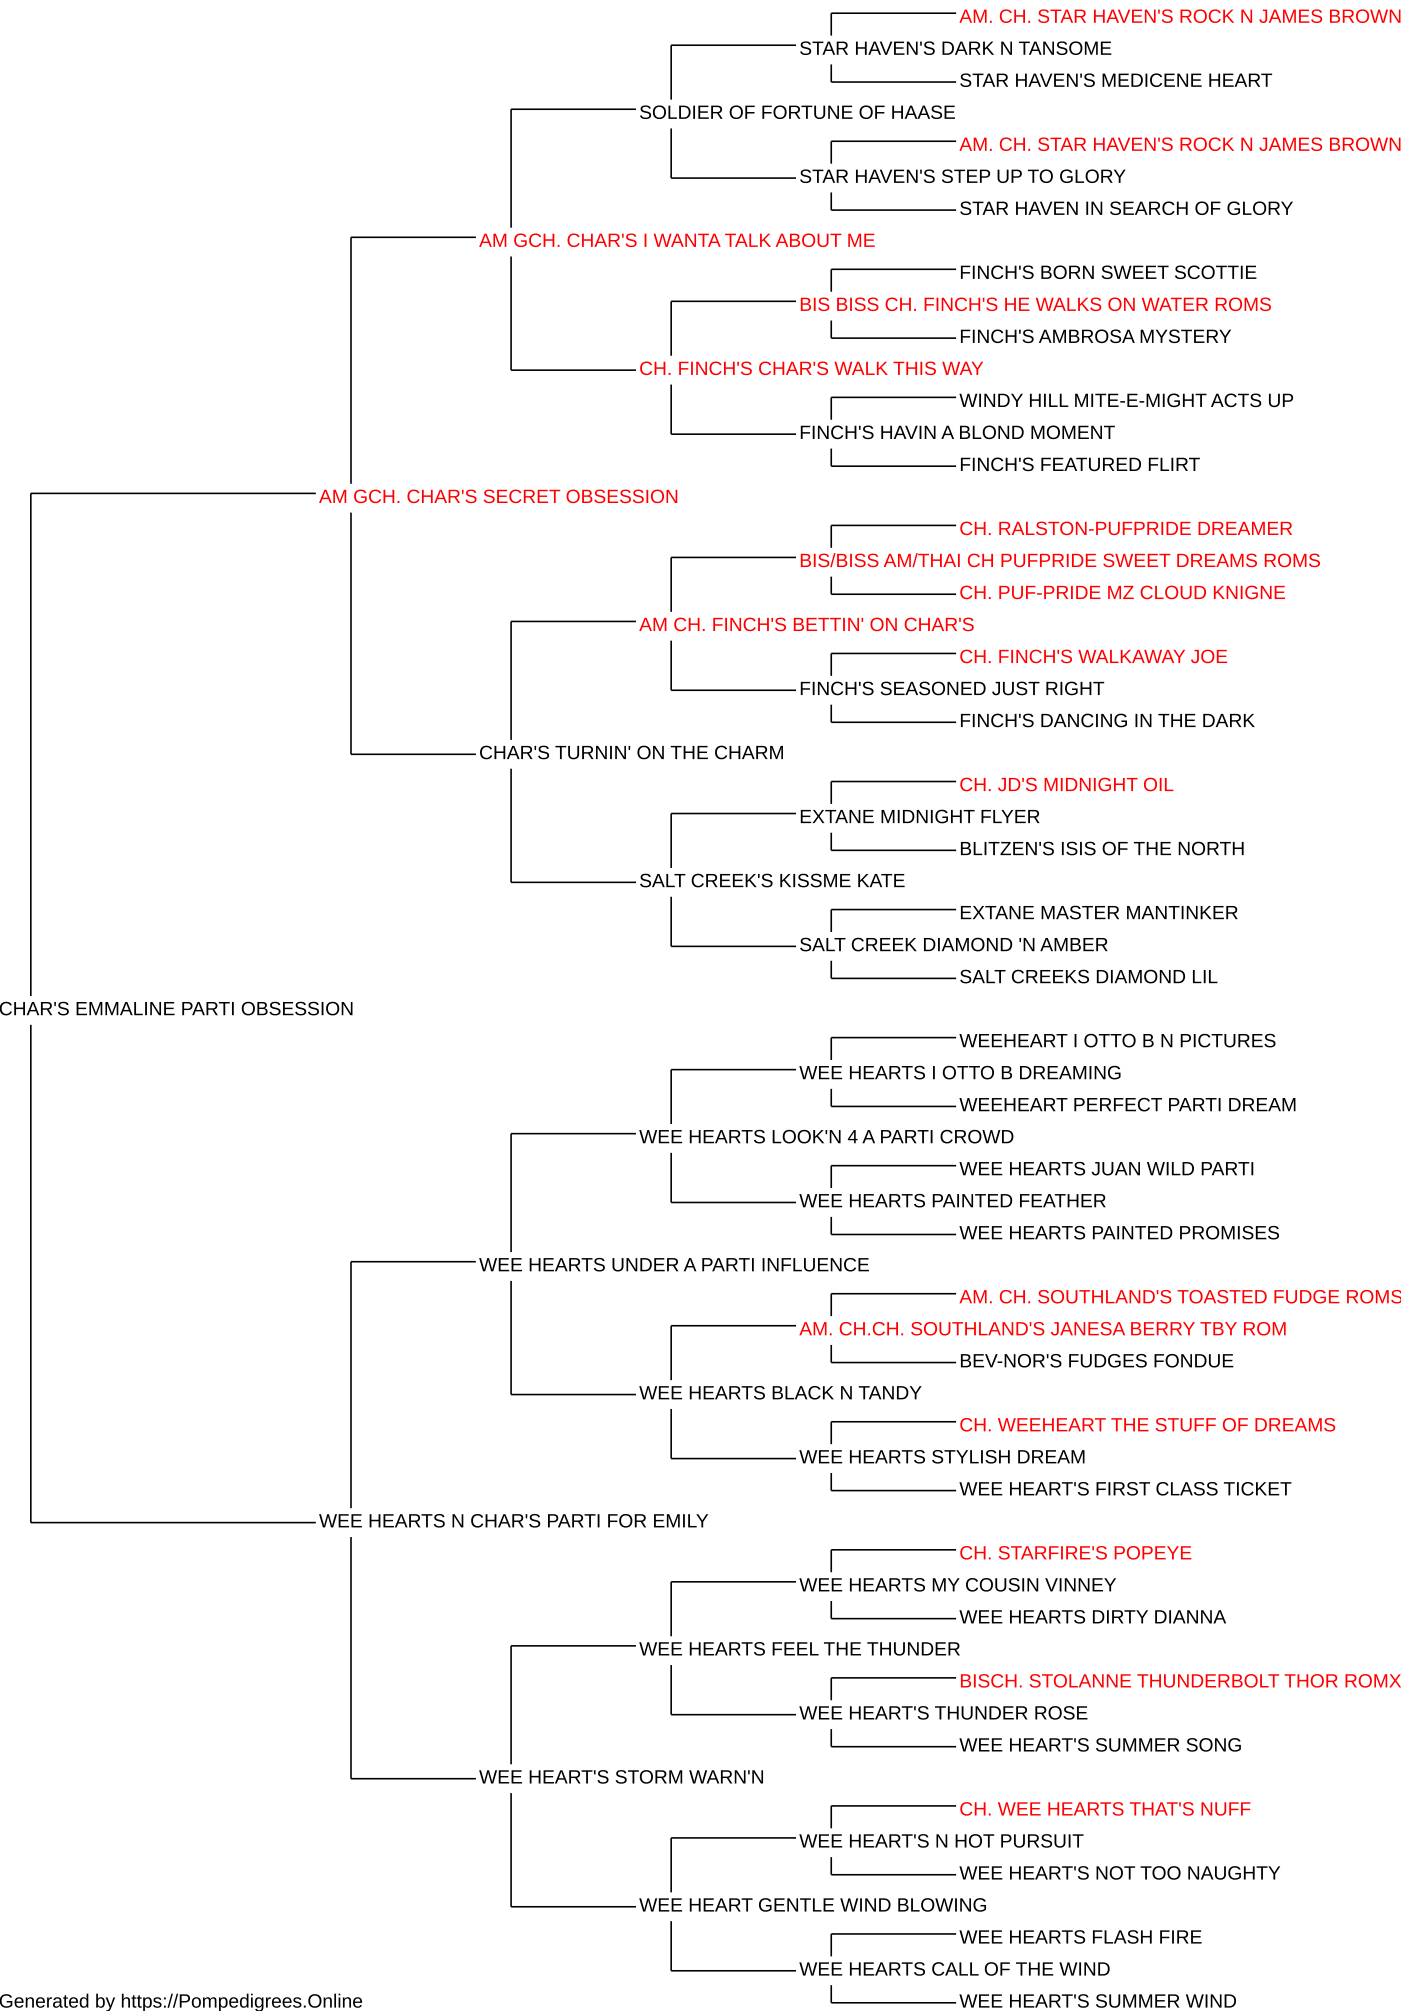 AM. CH. STAR HAVEN'S ROCK N JAMES BROWN
STAR HAVEN'S DARK N TANSOME
STAR HAVEN'S MEDICENE HEART
SOLDIER OF FORTUNE OF HAASE
AM. CH. STAR HAVEN'S ROCK N JAMES BROWN
STAR HAVEN'S STEP UP TO GLORY
STAR HAVEN IN SEARCH OF GLORY
AM GCH. CHAR'S I WANTA TALK ABOUT ME
FINCH'S BORN SWEET SCOTTIE
BIS BISS CH. FINCH'S HE WALKS ON WATER ROMS
FINCH'S AMBROSA MYSTERY
CH. FINCH'S CHAR'S WALK THIS WAY
WINDY HILL MITE-E-MIGHT ACTS UP
FINCH'S HAVIN A BLOND MOMENT
FINCH'S FEATURED FLIRT
AM GCH. CHAR'S SECRET OBSESSION
CH. RALSTON-PUFPRIDE DREAMER
BIS/BISS AM/THAI CH PUFPRIDE SWEET DREAMS ROMS
CH. PUF-PRIDE MZ CLOUD KNIGNE
AM CH. FINCH'S BETTIN' ON CHAR'S
CH. FINCH'S WALKAWAY JOE
FINCH'S SEASONED JUST RIGHT
FINCH'S DANCING IN THE DARK
CHAR'S TURNIN' ON THE CHARM
CH. JD'S MIDNIGHT OIL
EXTANE MIDNIGHT FLYER
BLITZEN'S ISIS OF THE NORTH
SALT CREEK'S KISSME KATE
EXTANE MASTER MANTINKER
SALT CREEK DIAMOND 'N AMBER
SALT CREEKS DIAMOND LIL
CHAR'S EMMALINE PARTI OBSESSION
WEEHEART I OTTO B N PICTURES
WEE HEARTS I OTTO B DREAMING
WEEHEART PERFECT PARTI DREAM
WEE HEARTS LOOK'N 4 A PARTI CROWD
WEE HEARTS JUAN WILD PARTI
WEE HEARTS PAINTED FEATHER
WEE HEARTS PAINTED PROMISES
WEE HEARTS UNDER A PARTI INFLUENCE
AM. CH. SOUTHLAND'S TOASTED FUDGE ROMS
AM. CH.CH. SOUTHLAND'S JANESA BERRY TBY ROM
BEV-NOR'S FUDGES FONDUE
WEE HEARTS BLACK N TANDY
CH. WEEHEART THE STUFF OF DREAMS
WEE HEARTS STYLISH DREAM
WEE HEART'S FIRST CLASS TICKET
WEE HEARTS N CHAR'S PARTI FOR EMILY
CH. STARFIRE'S POPEYE
WEE HEARTS MY COUSIN VINNEY
WEE HEARTS DIRTY DIANNA
WEE HEARTS FEEL THE THUNDER
BISCH. STOLANNE THUNDERBOLT THOR ROMX
WEE HEART'S THUNDER ROSE
WEE HEART'S SUMMER SONG
WEE HEART'S STORM WARN'N
CH. WEE HEARTS THAT'S NUFF
WEE HEART'S N HOT PURSUIT
WEE HEART'S NOT TOO NAUGHTY
WEE HEART GENTLE WIND BLOWING
WEE HEARTS FLASH FIRE
WEE HEARTS CALL OF THE WIND
WEE HEART'S SUMMER WIND
Generated by https://Pompedigrees.Online